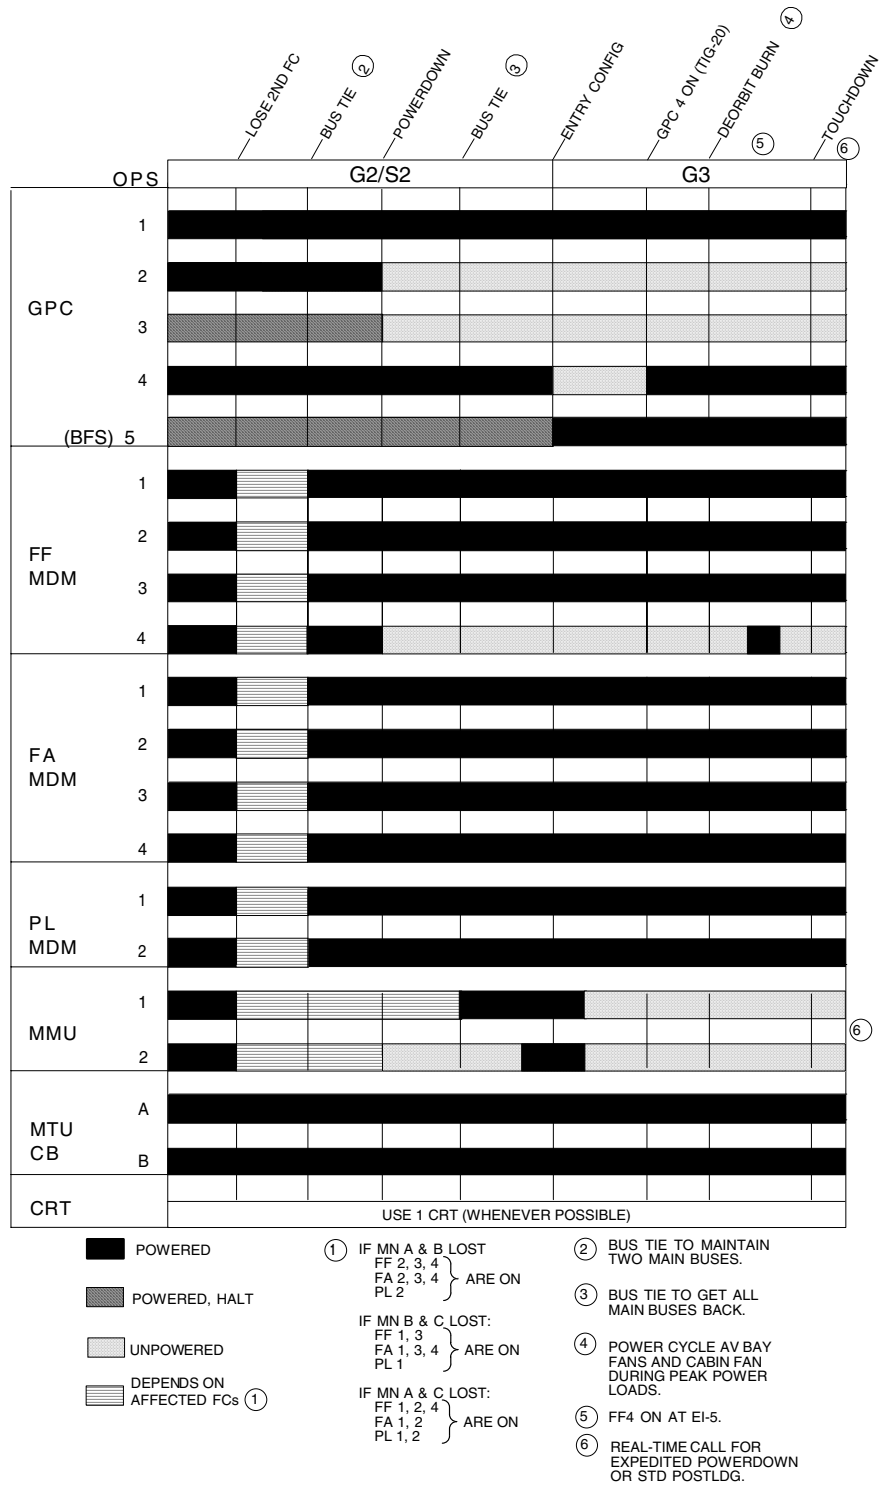 LOSE 2ND FC
BUS TIE 2
POWERDOWN
BUS TIE 3
ENTRY CONFIG
GPC 4 ON (TIG-20)
DEORBIT BURN 4
5
TOUCHDOWN
6
OPS G2/S2 G3
GPC
1
2
3
4
(BFS) 5
FF
MDM
1
2
3
4
FA
MDM
1
2
3
4
PL
MDM
1
2
MMU
1
2
6
MTU
CB
A
B
CRT
USE 1 CRT (WHENEVER POSSIBLE)
POWERED
POWERED, HALT
UNPOWERED
DEPENDS ON
AFFECTED FCs 1
1 IF MN A & B LOST
FF 2, 3, 4
FA 2, 3, 4 ARE ON
PL 2
IF MN B & C LOST:
FF 1, 3
FA 1, 3, 4 ARE ON
PL 1
IF MN A & C LOST:
FF 1, 2, 4
FA 1, 2 ARE ON
PL 1, 2
2 BUS TIE TO MAINTAIN
TWO MAIN BUSES.
3 BUS TIE TO GET ALL
MAIN BUSES BACK.
4 POWER CYCLE AV BAY
FANS AND CABIN FAN
DURING PEAK POWER
LOADS.
5 FF4 ON AT EI-5.
6 REAL-TIME CALL FOR
EXPEDITED POWERDOWN
OR STD POSTLDG.